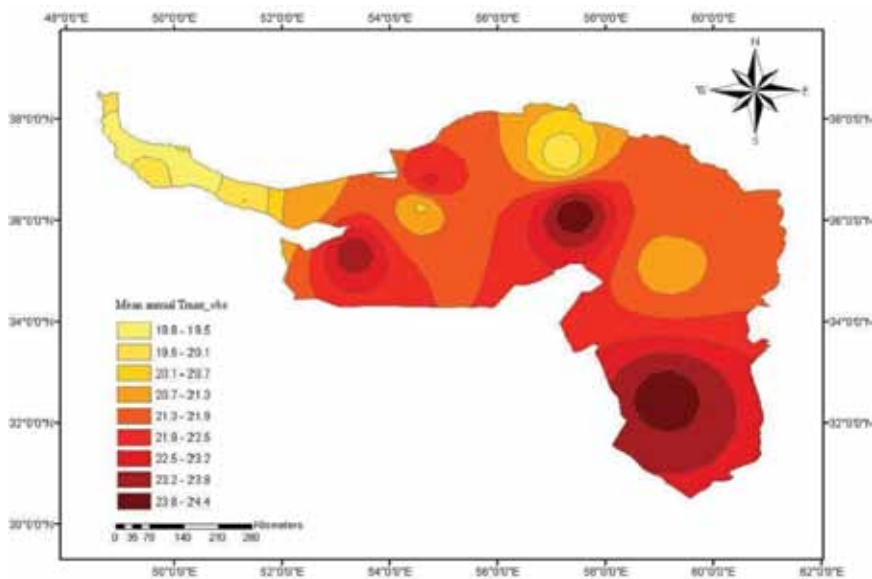 48°0'0"E 50°0'0"E 52°0'0"E 54°0'0"E 56°0'0"E 58°0'0"E 60°0'0"E
N
W E
S
38°0'0"N 38°0'0"N
36°0'0"N 36°0'0"N
34°0'0"N 34°0'0"N
32°0'0"N 32°0'0"N
30°0'0"N 30°0'0"N
Mean annual Tmax_obs
19.5
19.5 - 20.1
20.1 - 20.7
20.7 - 21.3
21.3 - 21.9
21.9 - 22.5
22.5 - 23.2
23.2 - 23.8
23.8 - 24.4
Kilometers
0 35 70 140 210 280
50°0'0"E 52°0'0"E 54°0'0"E 56°0'0"E 58°0'0"E 60°0'0"E 62°0'0"E